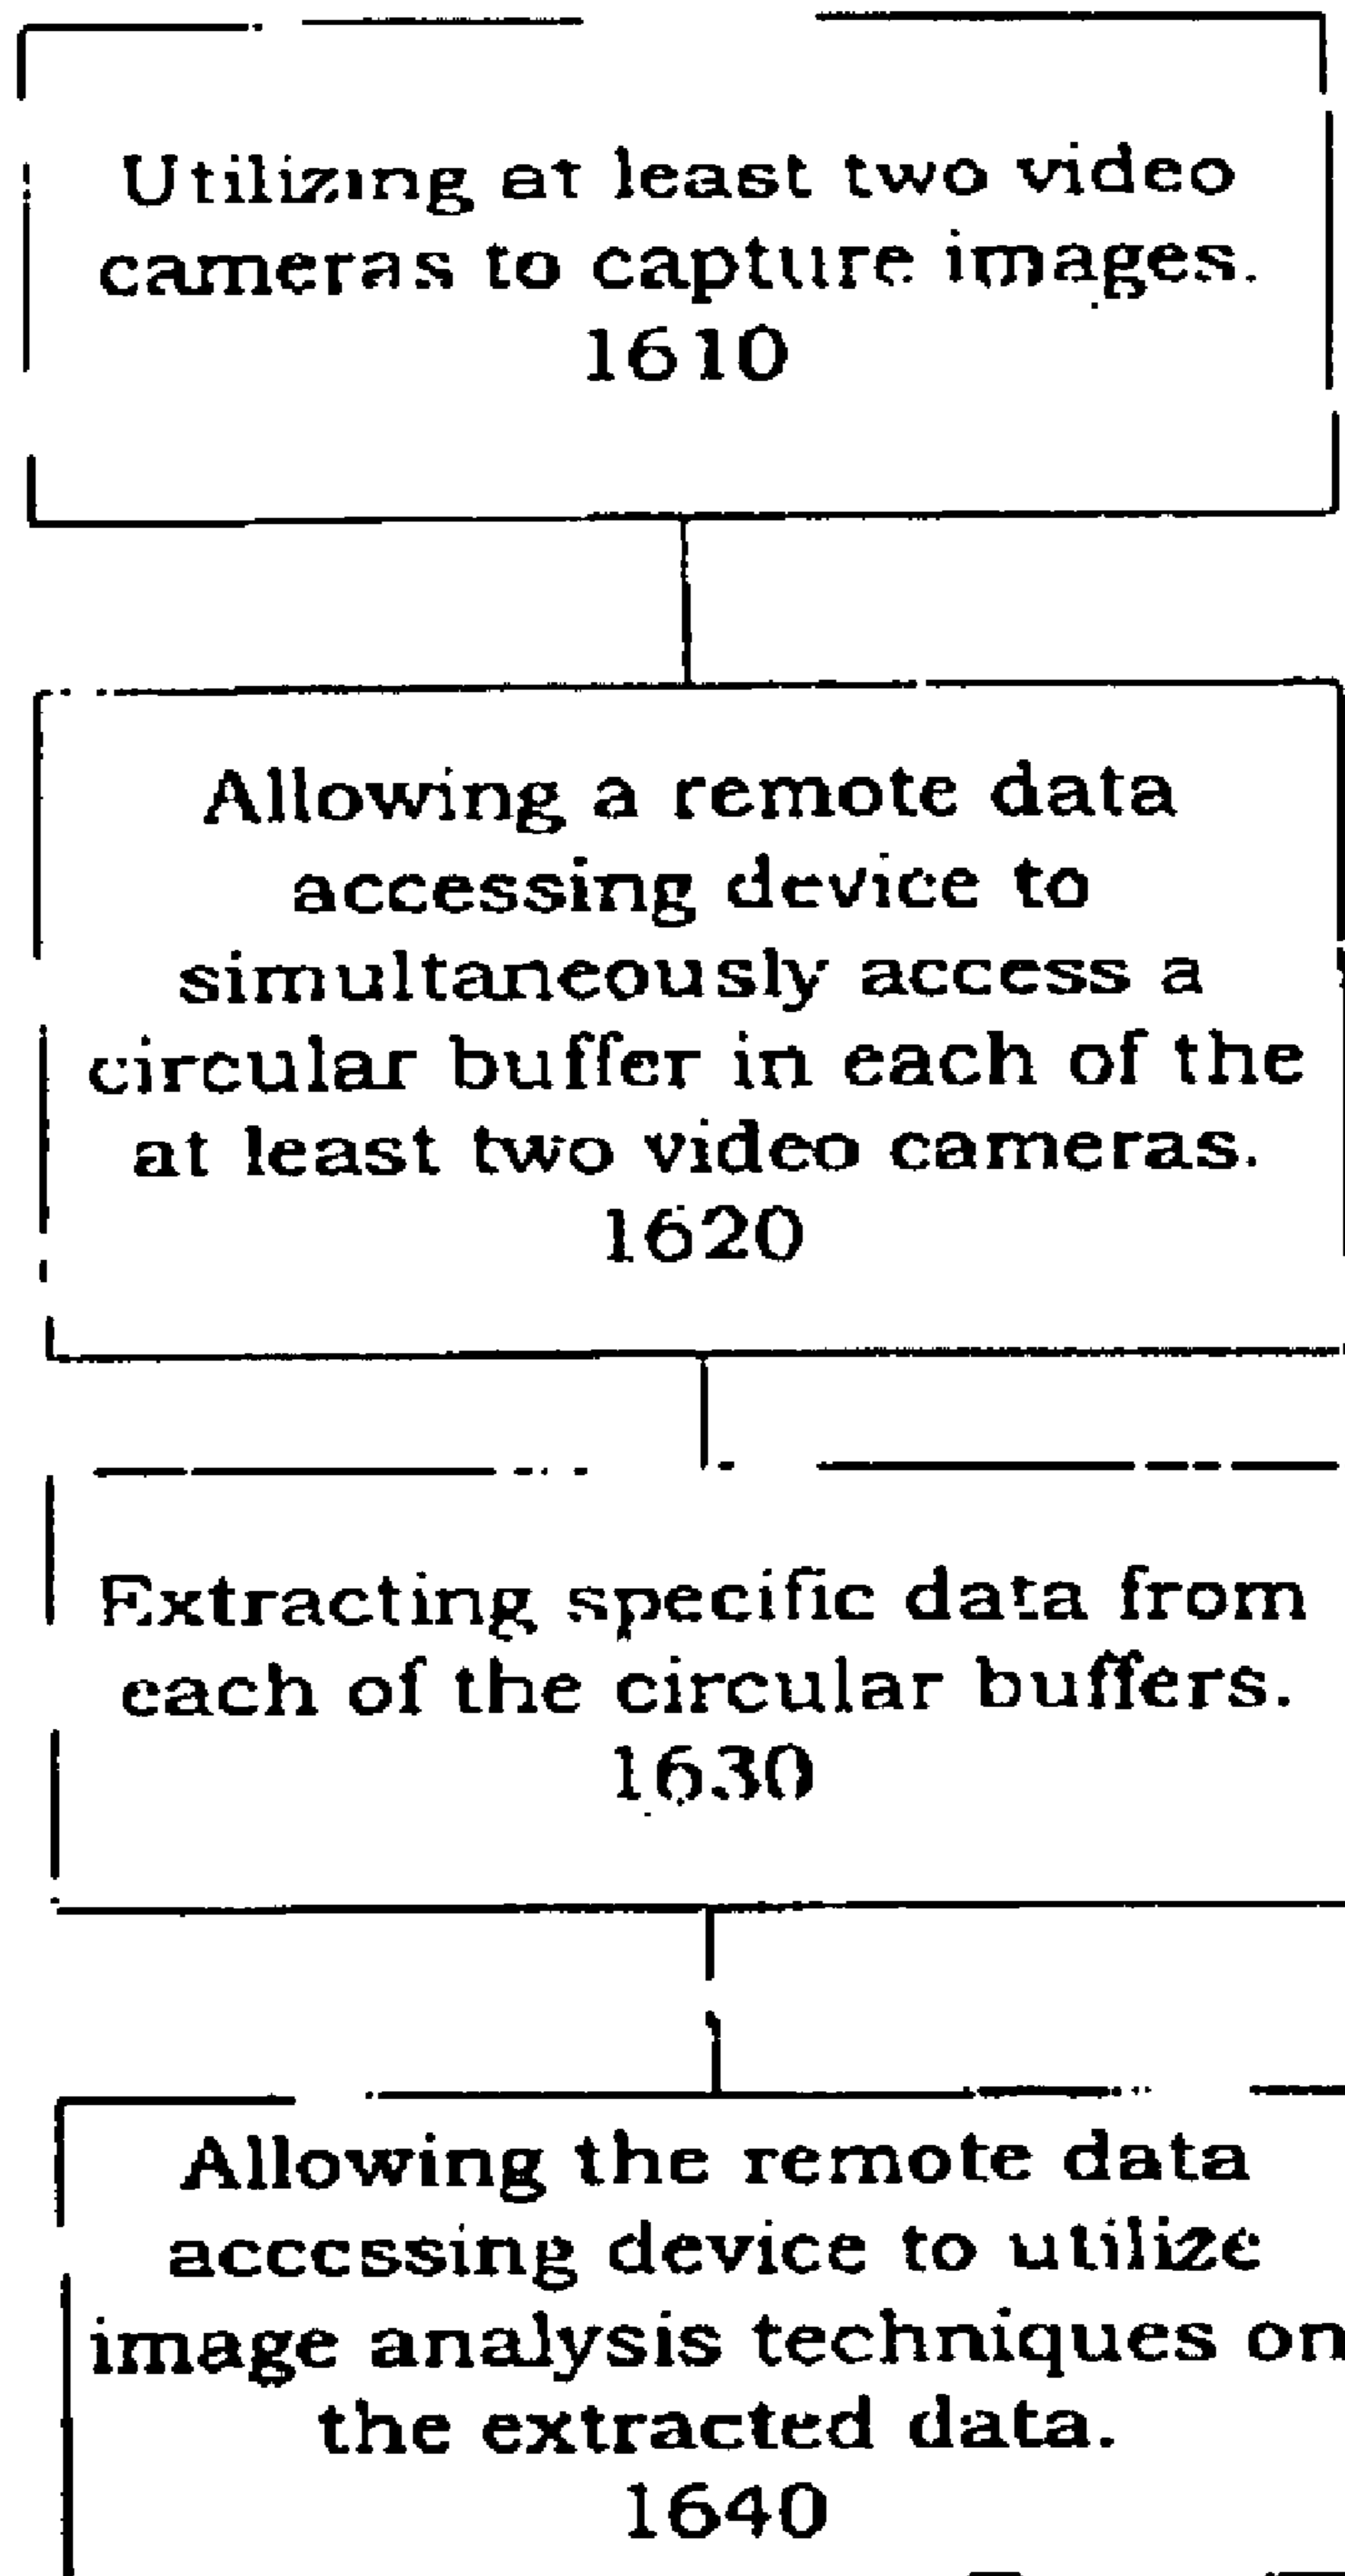 Utilizing at least two video
cameras to capture images.
1610
Allowing a remote data
accessing device to
simultaneously access a
circular buffer in each of the
at least two video cameras.
1620
Extracting specific data from
each of the circular buffers.
1630
Allowing the remote data
accessing device to utilize
image analysis techniques on
the extracted data.
1640